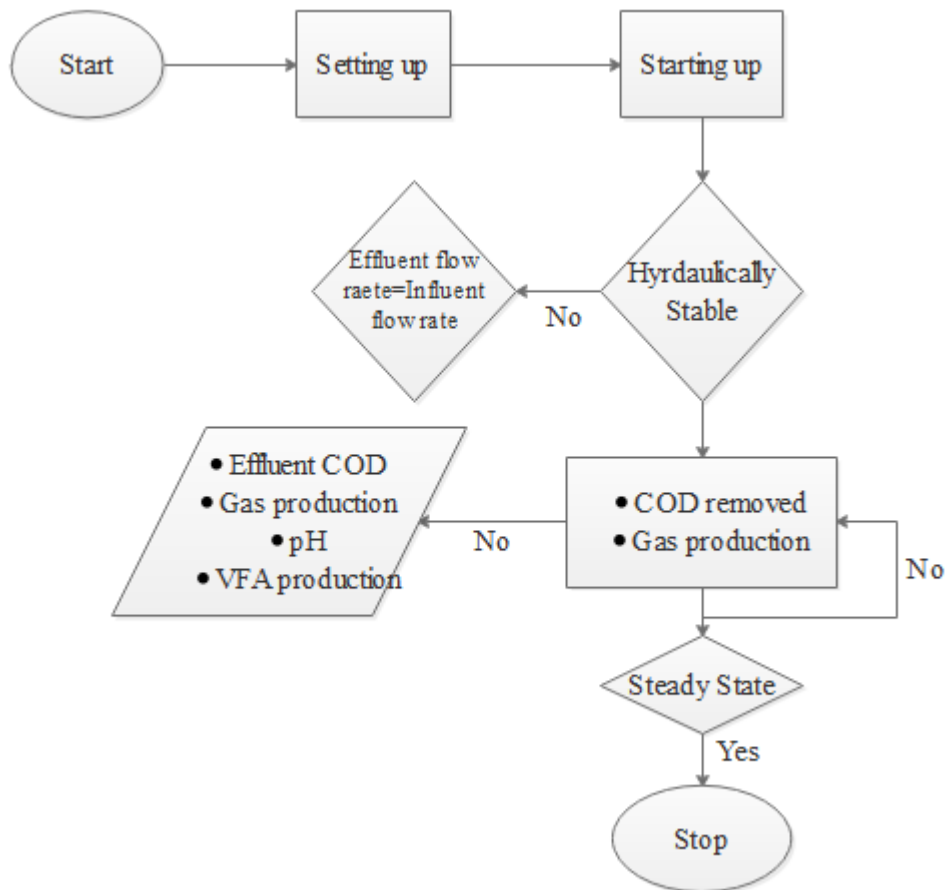 Start
Setting up
Starting up
Effluent flow
raete=Influent
flow rate
Hyrdaulically
Stable
No
• Effluent COD
• Gas production
• pH
• VFA production
No
• COD removed
• Gas production
No
Steady State
Yes
Stop